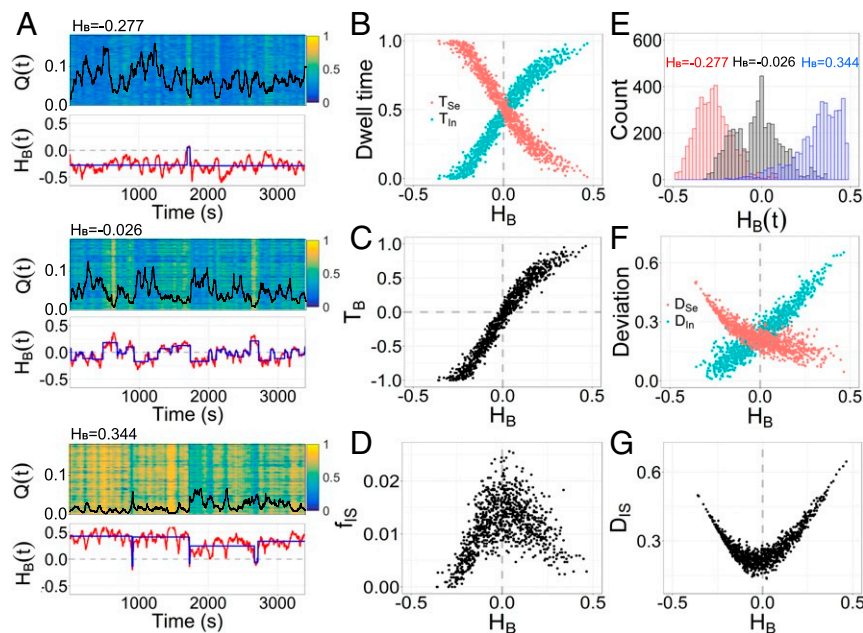 A
H_B=-0.277
Q(t)
0.1
0.0
1
0
H_B(t)
0.5
0.0
-0.5
1000 2000 3000
Time (s)
H_B=-0.026
Q(t)
0.1
0.0
1
0
H_B(t)
0.5
0.0
-0.5
1000 2000 3000
Time (s)
H_B=0.344
Q(t)
0.1
0.0
1
0
H_B(t)
0.5
0.0
-0.5
1000 2000 3000
Time (s)
B
Dwell time
1.0
0.5
0.0
T_Se
T_In
-0.5 0.0 0.5
H_B
C
T_B
1.0
0.5
0.0
-0.5
-1.0
-0.5 0.0 0.5
H_B
D
f_IS
0.02
0.01
0.00
-0.5 0.0 0.5
H_B
E
Count
600
400
200
0
H_B=-0.277 H_B=-0.026 H_B=0.344
-0.5 0.0 0.5
H_B(t)
F
Deviation
0.6
0.3
0.0
D_Se
D_In
-0.5 0.0 0.5
H_B
G
D_IS
0.6
0.3
-0.5 0.0 0.5
H_B